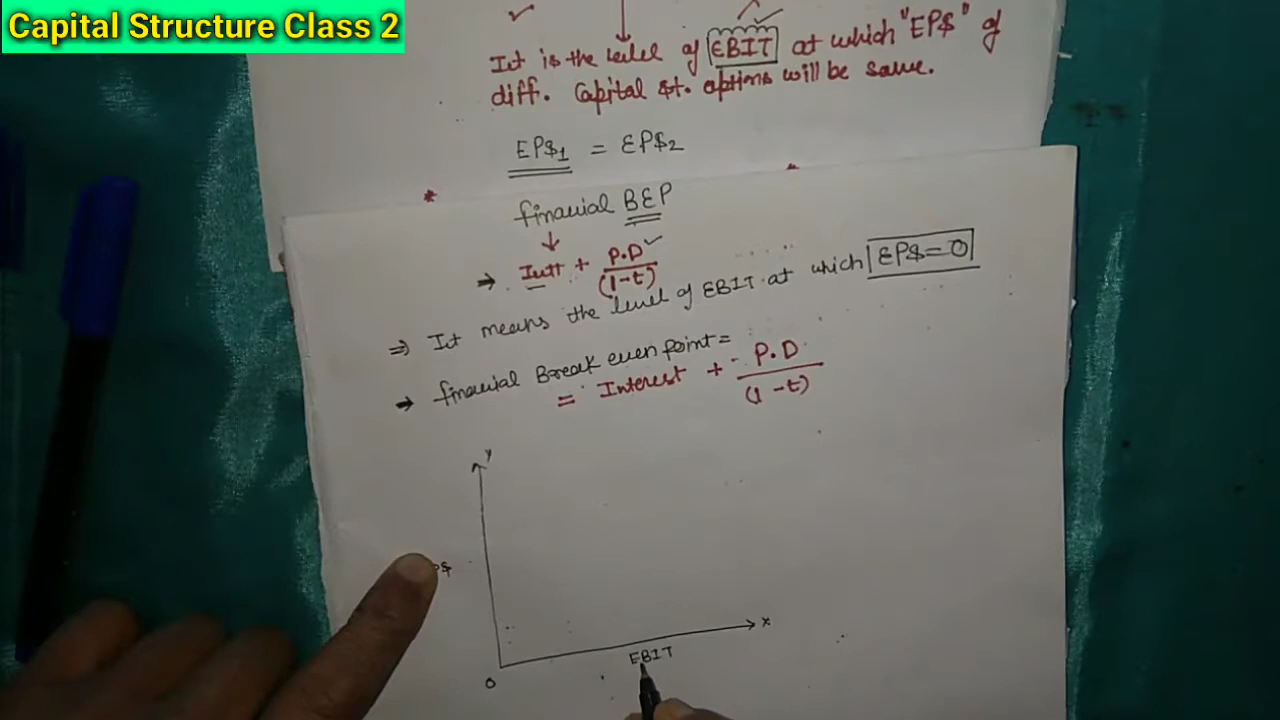 Capital Structure Class 2
It is the level of EBIT at which "EPS" of
diff. Capital st. options will be same.
EPS1 = EPS2
* *
financial BEP
⇒ Intt + P.D
(1-t)
⇒ It means the level of EBIT at which EPS=0
→ financial Break even point =
= Interest + P.D
(1-t)
Y
X
EBIT
0